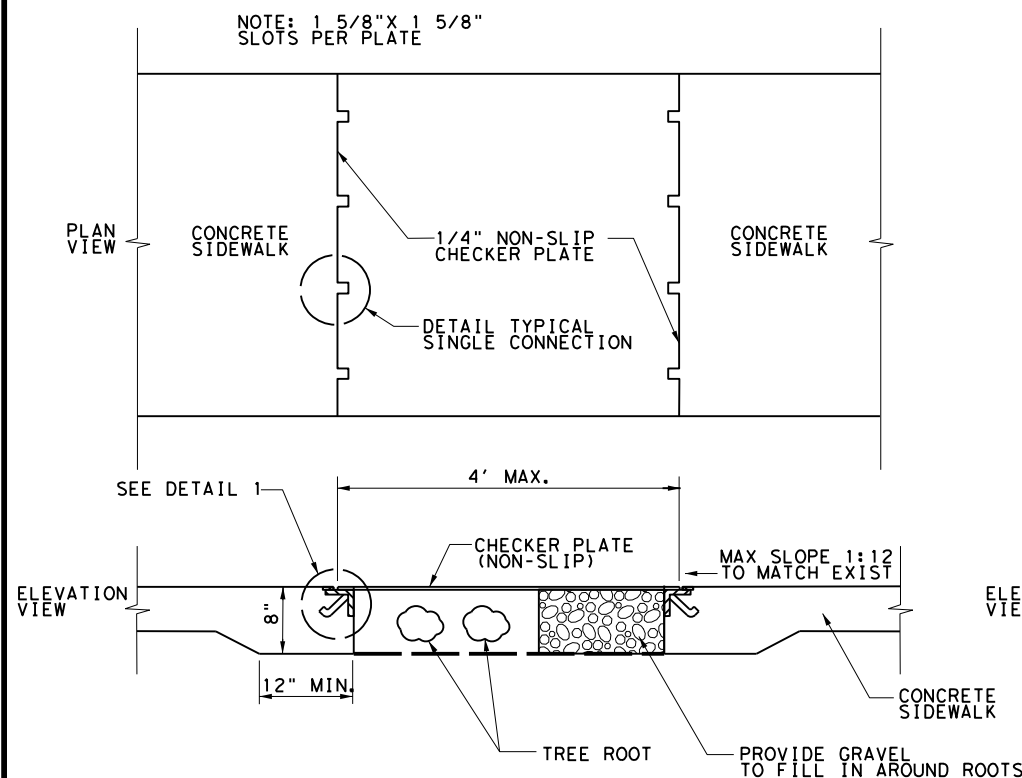 NOTE: 1 5/8"X 1 5/8"
SLOTS PER PLATE
PLAN
VIEW
CONCRETE
SIDEWALK
1/4" NON-SLIP
CHECKER PLATE
CONCRETE
SIDEWALK
DETAIL TYPICAL
SINGLE CONNECTION
SEE DETAIL 1
4' MAX.
CHECKER PLATE
(NON-SLIP)
MAX SLOPE 1:12
TO MATCH EXIST
ELEVATION
VIEW
8"
ELE
VIE
12" MIN.
CONCRETE
SIDEWALK
TREE ROOT
PROVIDE GRAVEL
TO FILL IN AROUND ROOTS